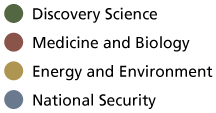 Discovery Science
Medicine and Biology
Energy and Environment
National Security